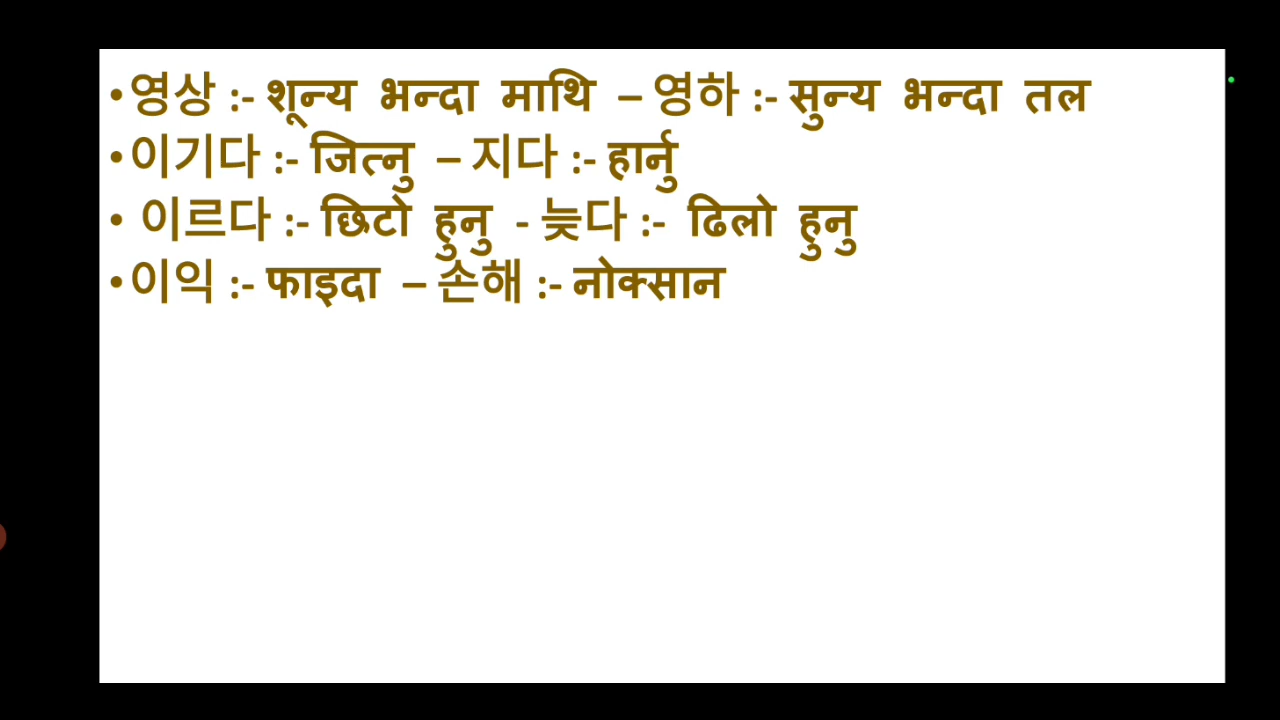 •영상 :- शून्य भन्दा माथि – 영하 :- सुन्य भन्दा तल
•이기다 :- जित्नु – 지다 :- हार्नु
• 이르다 :- छिटो हुनु - 늦다 :- ढिलो हुनु
•이익 :- फाइदा – 손해 :- नोक्सान